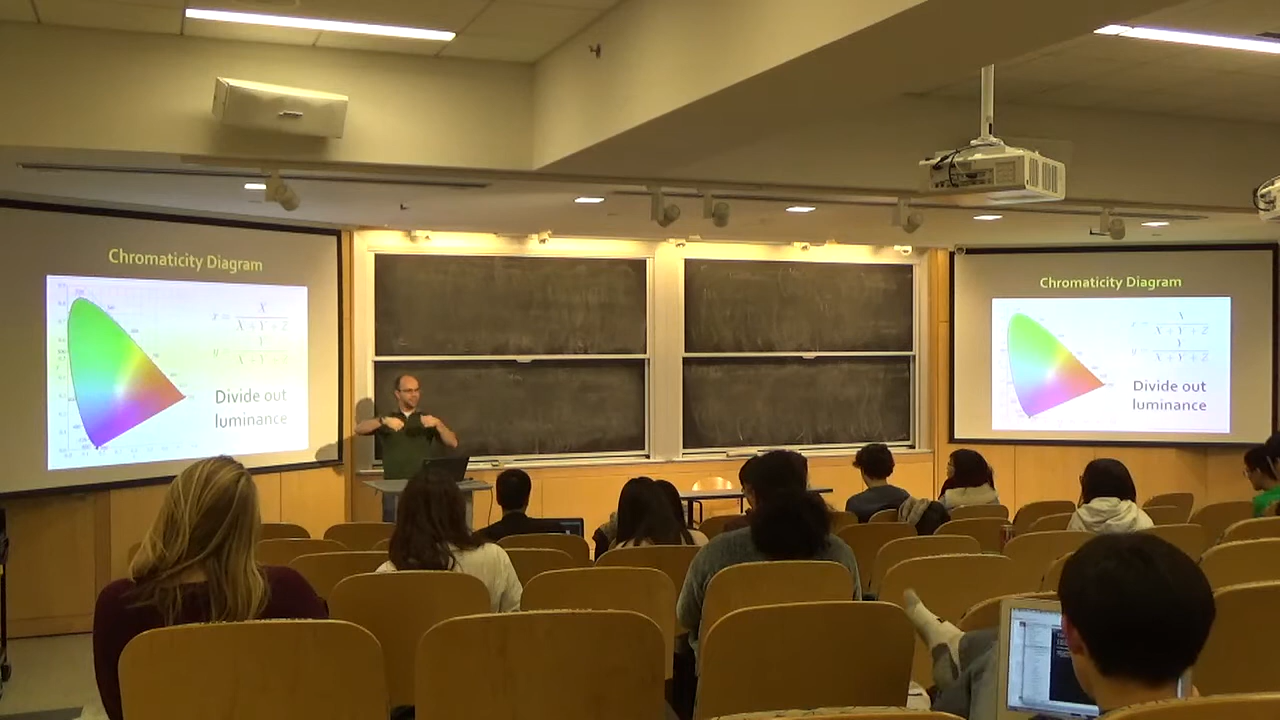 Chromaticity Diagram
x = X
X + Y + Z
y = Y
X + Y + Z
Divide out
luminance
Chromaticity Diagram
x = X
X + Y + Z
y = Y
X + Y + Z
Divide out
luminance